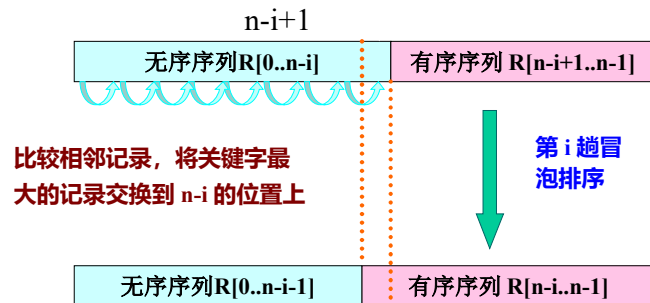 n-i+1
无序序列R[0..n-i]
有序序列 R[n-i+1..n-1]
比较相邻记录，将关键字最
大的记录交换到 n-i 的位置上
第 i 趟冒
泡排序
无序序列R[0..n-i-1]
有序序列 R[n-i..n-1]